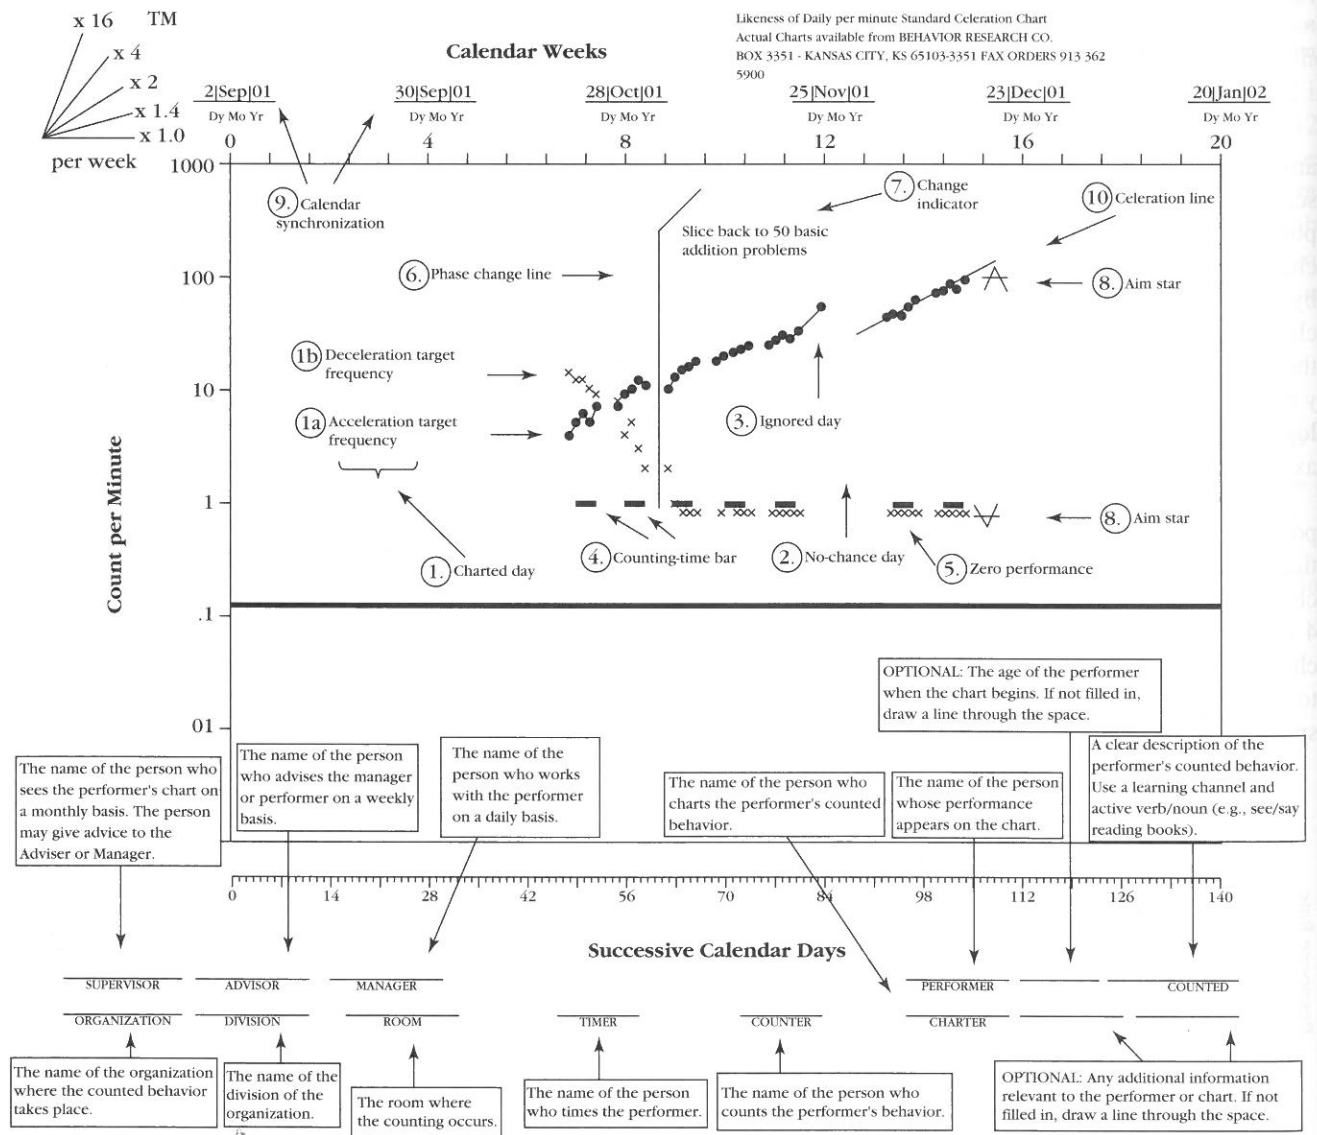 x 16
TM
x 4
x 2
x 1.4
x 1.0
per week
Likeness of Daily per minute Standard Celeration Chart
Actual Charts available from BEHAVIOR RESEARCH CO.
BOX 3351 - KANSAS CITY, KS 65103-3351 FAX ORDERS 913 362
5900
Calendar Weeks
2|Sep|01 30|Sep|01 28|Oct|01 25|Nov|01 23|Dec|01 20|Jan|02
Dy Mo Yr Dy Mo Yr Dy Mo Yr Dy Mo Yr Dy Mo Yr Dy Mo Yr
0 4 8 12 16 20
1000
100
10
1
.1
01
Count per Minute
9. Calendar
synchronization
7. Change
indicator
10 Celeration line
Slice back to 50 basic
addition problems
6. Phase change line
8. Aim star
1b Deceleration target
frequency
1a Acceleration target
frequency
3. Ignored day
8. Aim star
1. Charted day
4. Counting-time bar
2. No-chance day
5. Zero performance
OPTIONAL: The age of the performer
when the chart begins. If not filled in,
draw a line through the space.
The name of the person who
sees the performer's chart on
a monthly basis. The person
may give advice to the
Adviser or Manager.
The name of the person
who advises the manager
or performer on a weekly
basis.
The name of the
person who works
with the performer
on a daily basis.
The name of the person who
charts the performer's counted
behavior.
The name of the person
whose performance
appears on the chart.
A clear description of the
performer's counted behavior.
Use a learning channel and
active verb/noun (e.g., see/say
reading books).
0 14 28 42 56 70 84 98 112 126 140
Successive Calendar Days
SUPERVISOR ADVISOR MANAGER PERFORMER COUNTED
ORGANIZATION DIVISION ROOM TIMER COUNTER CHARTER
The name of the organization
where the counted behavior
takes place.
The name of the
division of the
organization.
The room where
the counting occurs.
The name of the person
who times the performer.
The name of the person who
counts the performer's behavior.
OPTIONAL: Any additional information
relevant to the performer or chart. If not
filled in, draw a line through the space.